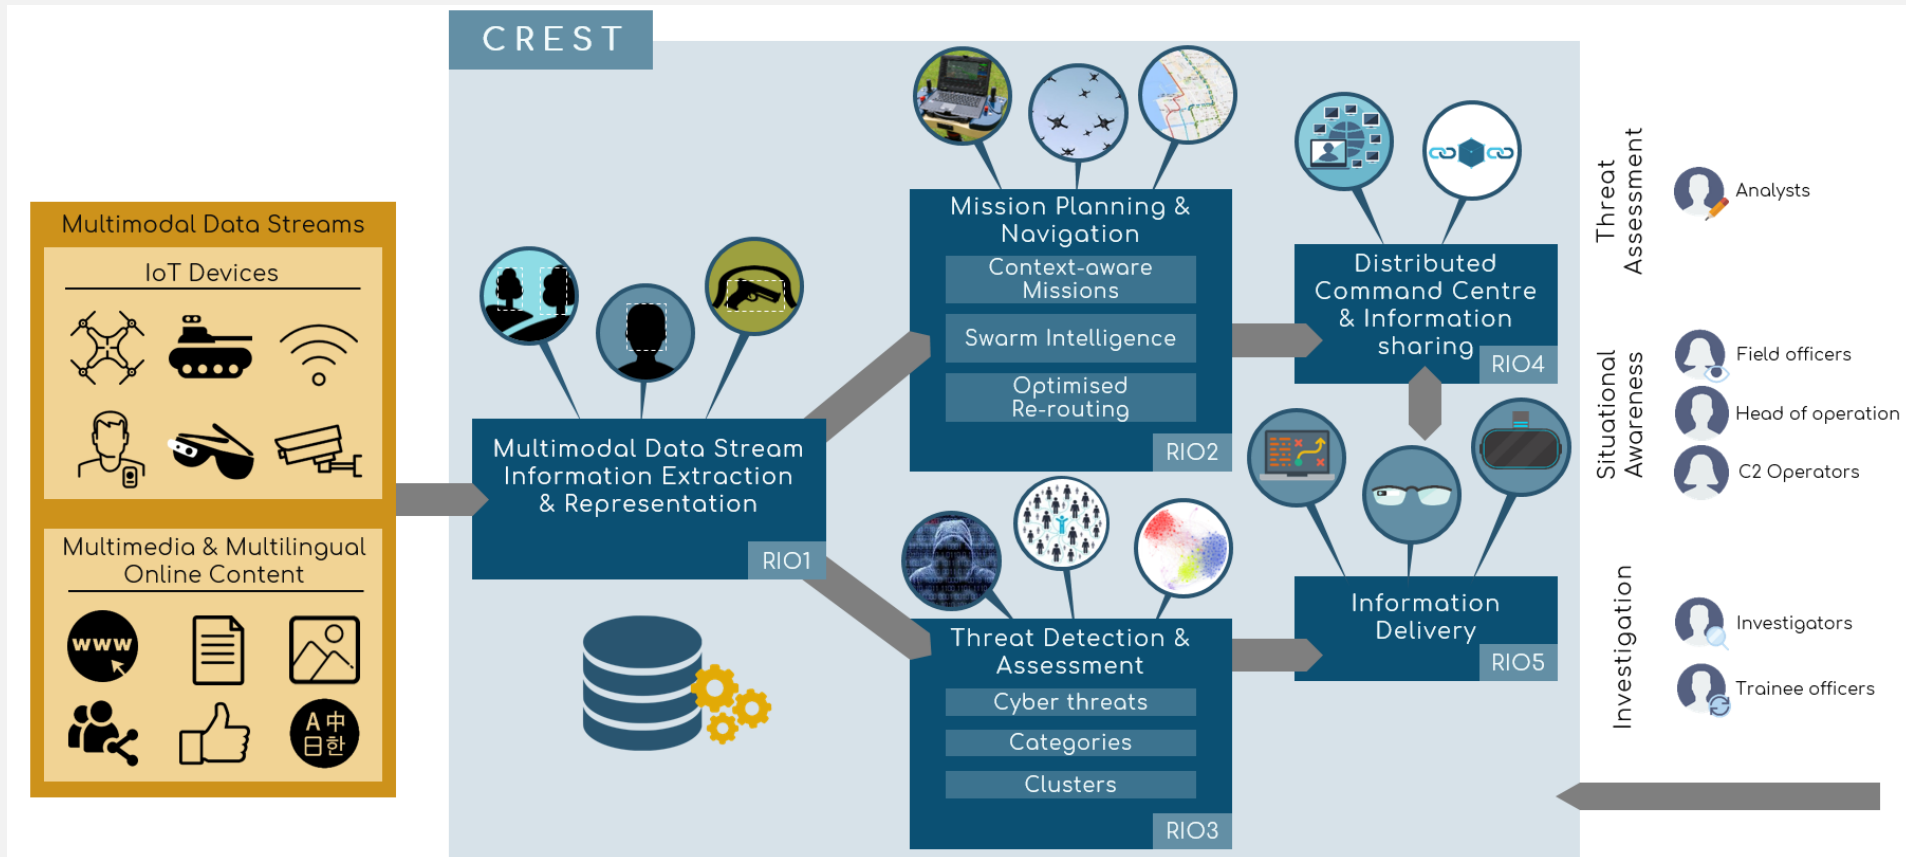 CREST
Multimodal Data Streams
IoT Devices
Multimedia & Multilingual
Online Content
www
A中
日한
Multimodal Data Stream
Information Extraction
& Representation
RIO1
Mission Planning &
Navigation
Context-aware
Missions
Swarm Intelligence
Optimised
Re-routing
RIO2
Threat Detection &
Assessment
Cyber threats
Categories
Clusters
RIO3
Distributed
Command Centre
& Information
sharing
RIO4
Information
Delivery
RIO5
Threat
Assessment
Analysts
Situational
Awareness
Field officers
Head of operation
C2 Operators
Investigation
Investigators
Trainee officers